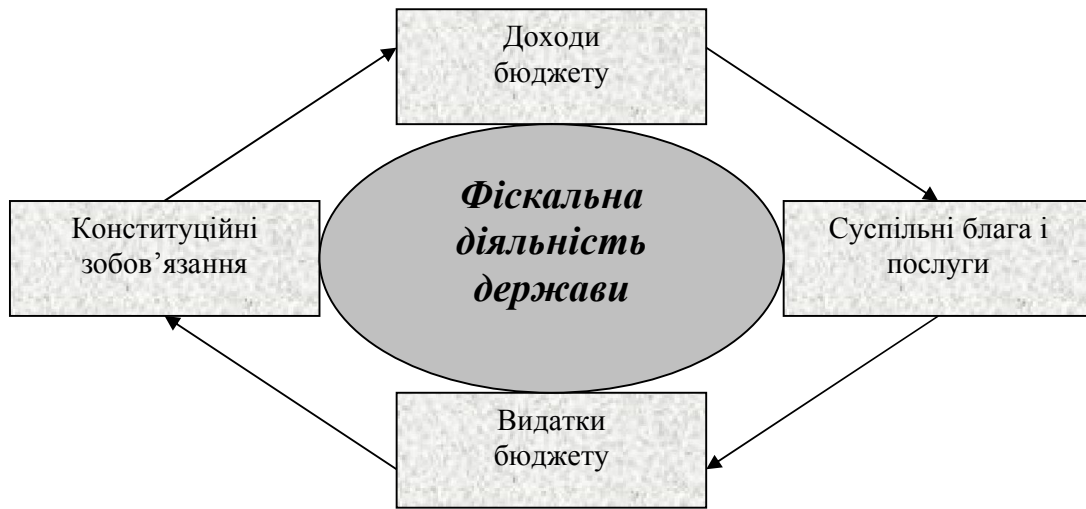 Доходи
бюджету
Фіскальна
діяльність
держави
Конституційні
зобов’язання
Суспільні блага і
послуги
Видатки
бюджету